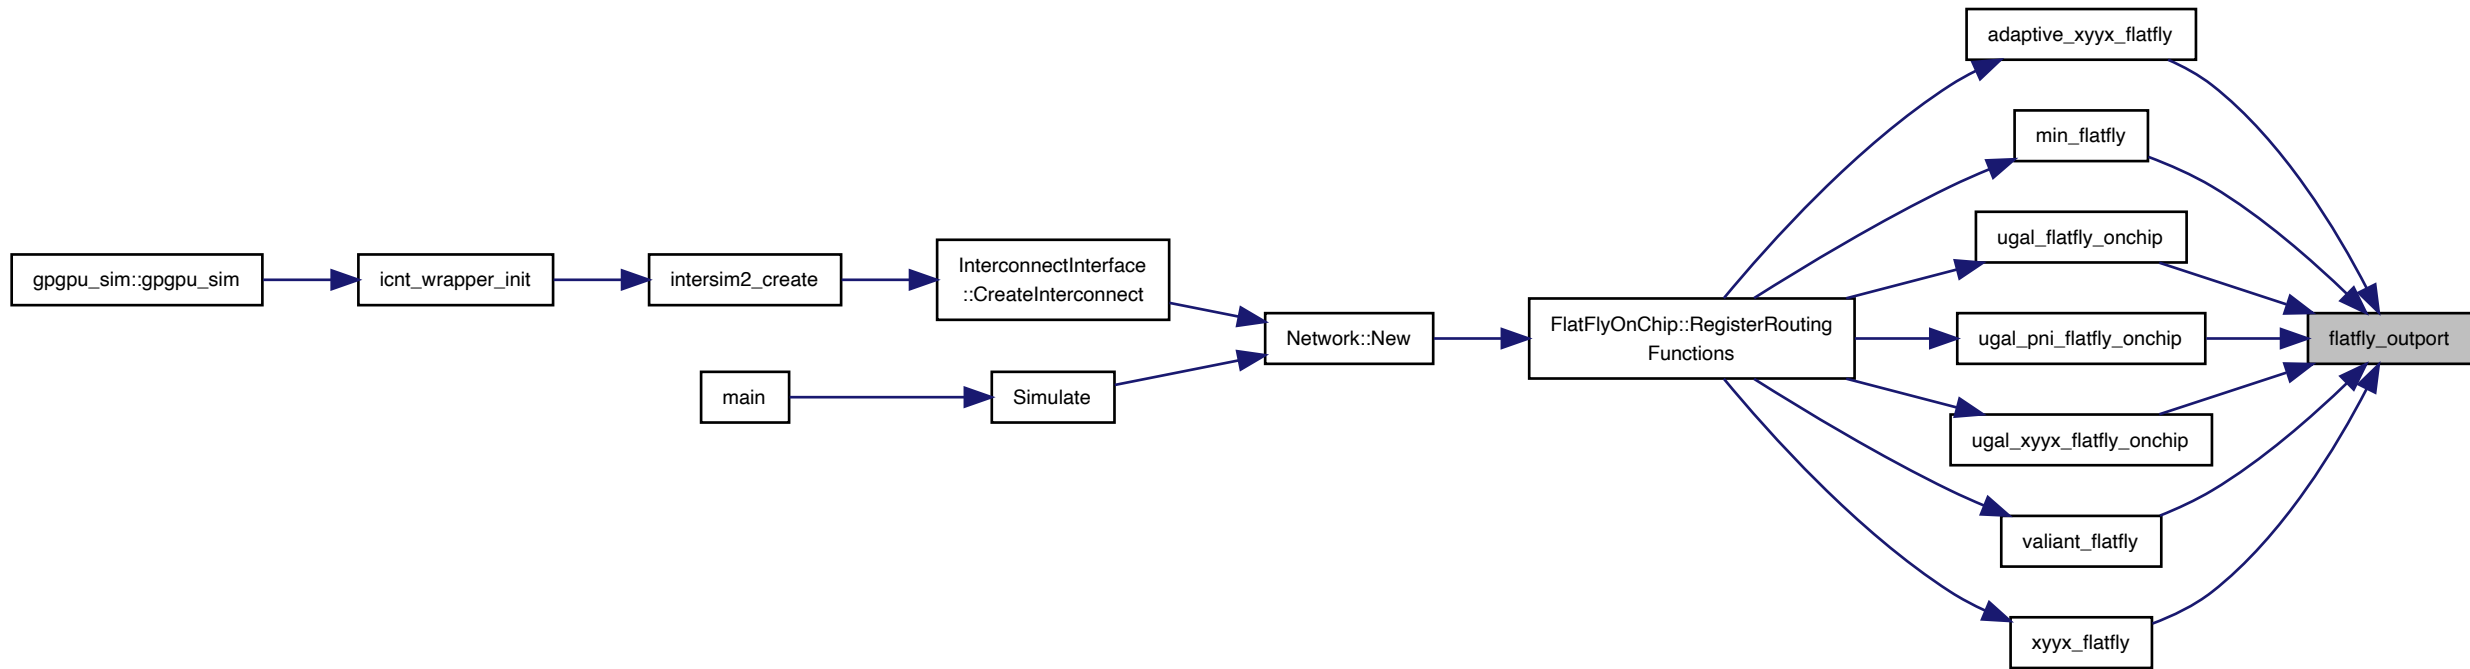 adaptive_xyyx_flatfly
min_flatfly
ugal_flatfly_onchip
InterconnectInterface
::CreateInterconnect
gpgpu_sim::gpgpu_sim
icnt_wrapper_init
intersim2_create
FlatFlyOnChip::RegisterRouting
Functions
Network::New
ugal_pni_flatfly_onchip
flatfly_outport
main
Simulate
ugal_xyyx_flatfly_onchip
valiant_flatfly
xyyx_flatfly